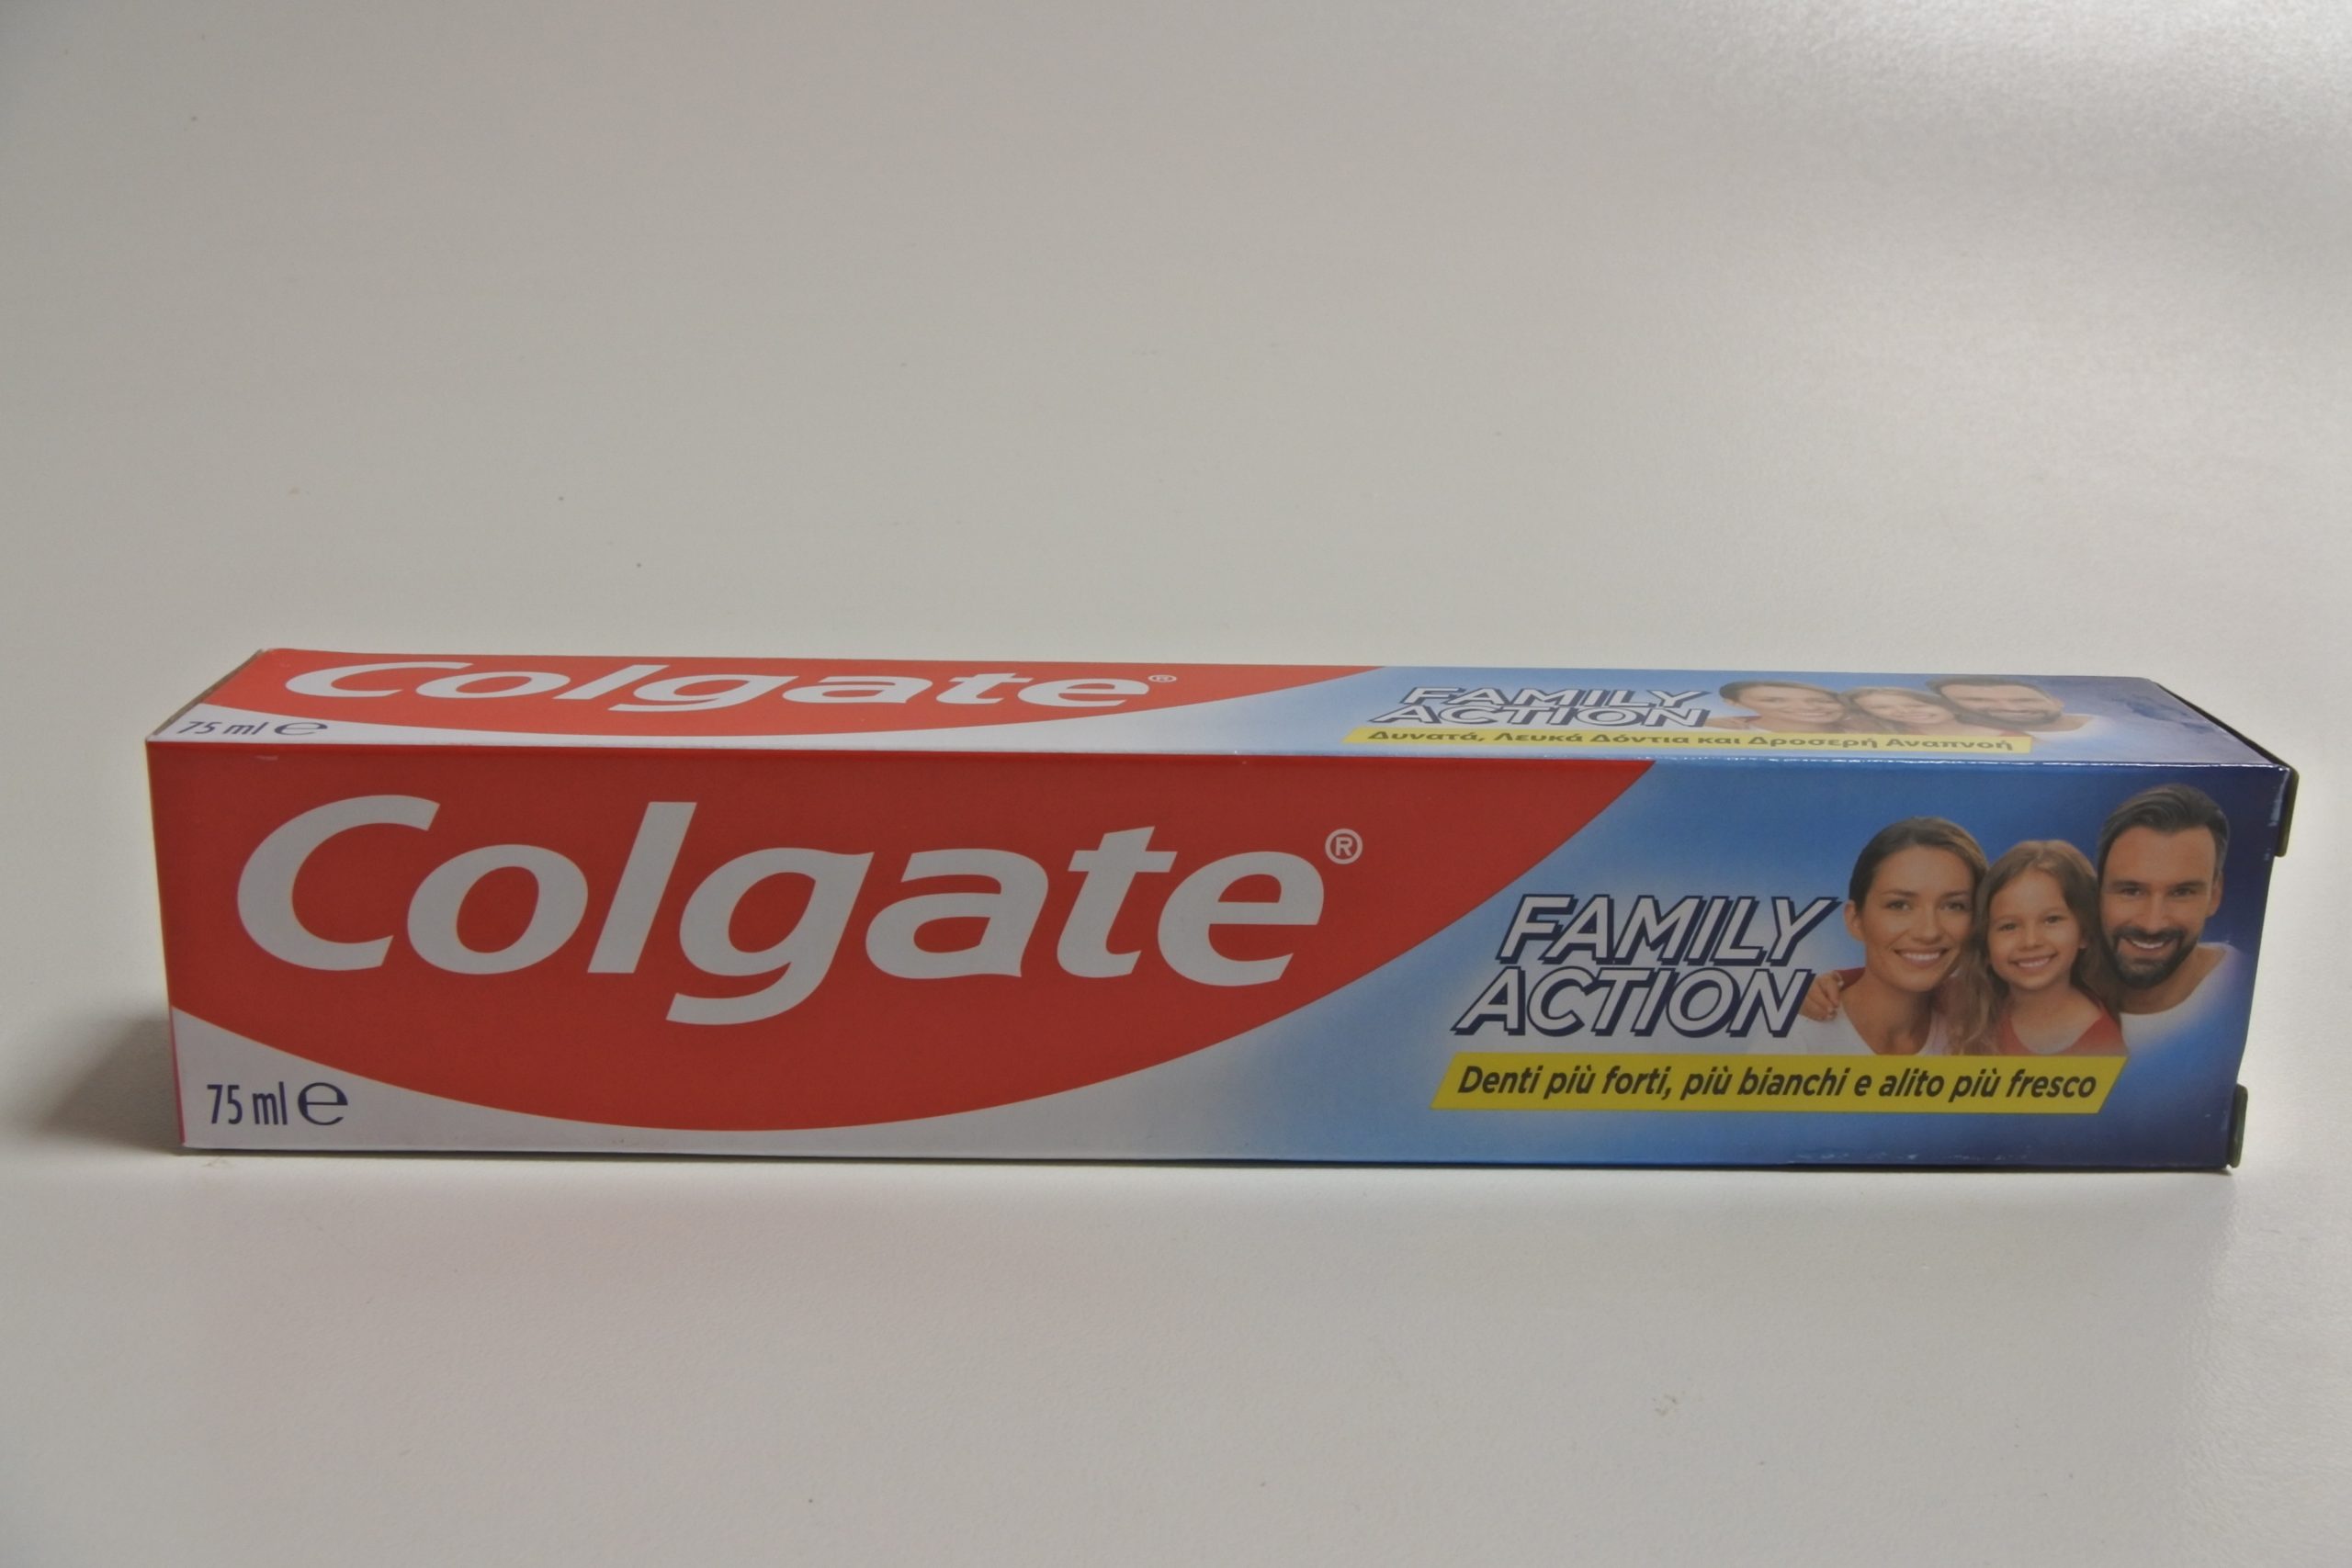 Colgate®
75 ml ℮
FAMILY
ACTION
Δυνατά, Λευκά Δόντια και Δροσερή Αναπνοή
Colgate®
75 ml ℮
FAMILY
ACTION
Denti più forti, più bianchi e alito più fresco